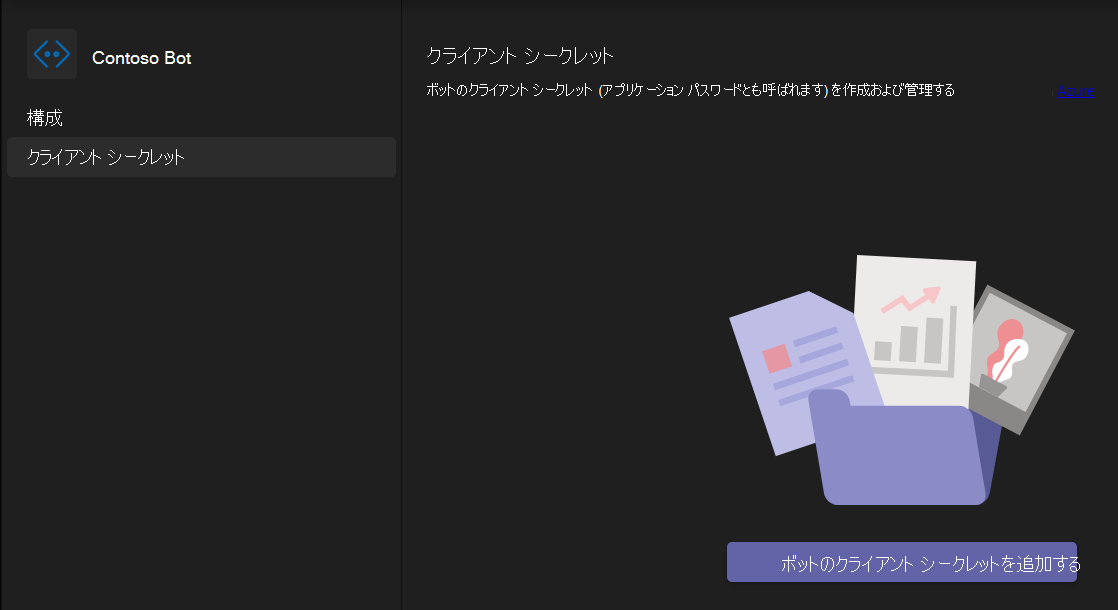 Contoso Bot
構成
クライアント シークレット
クライアント シークレット
ボットのクライアント シークレット (アプリケーション パスワードとも呼ばれます) を作成および管理する
ボットのクライアント シークレットを追加する